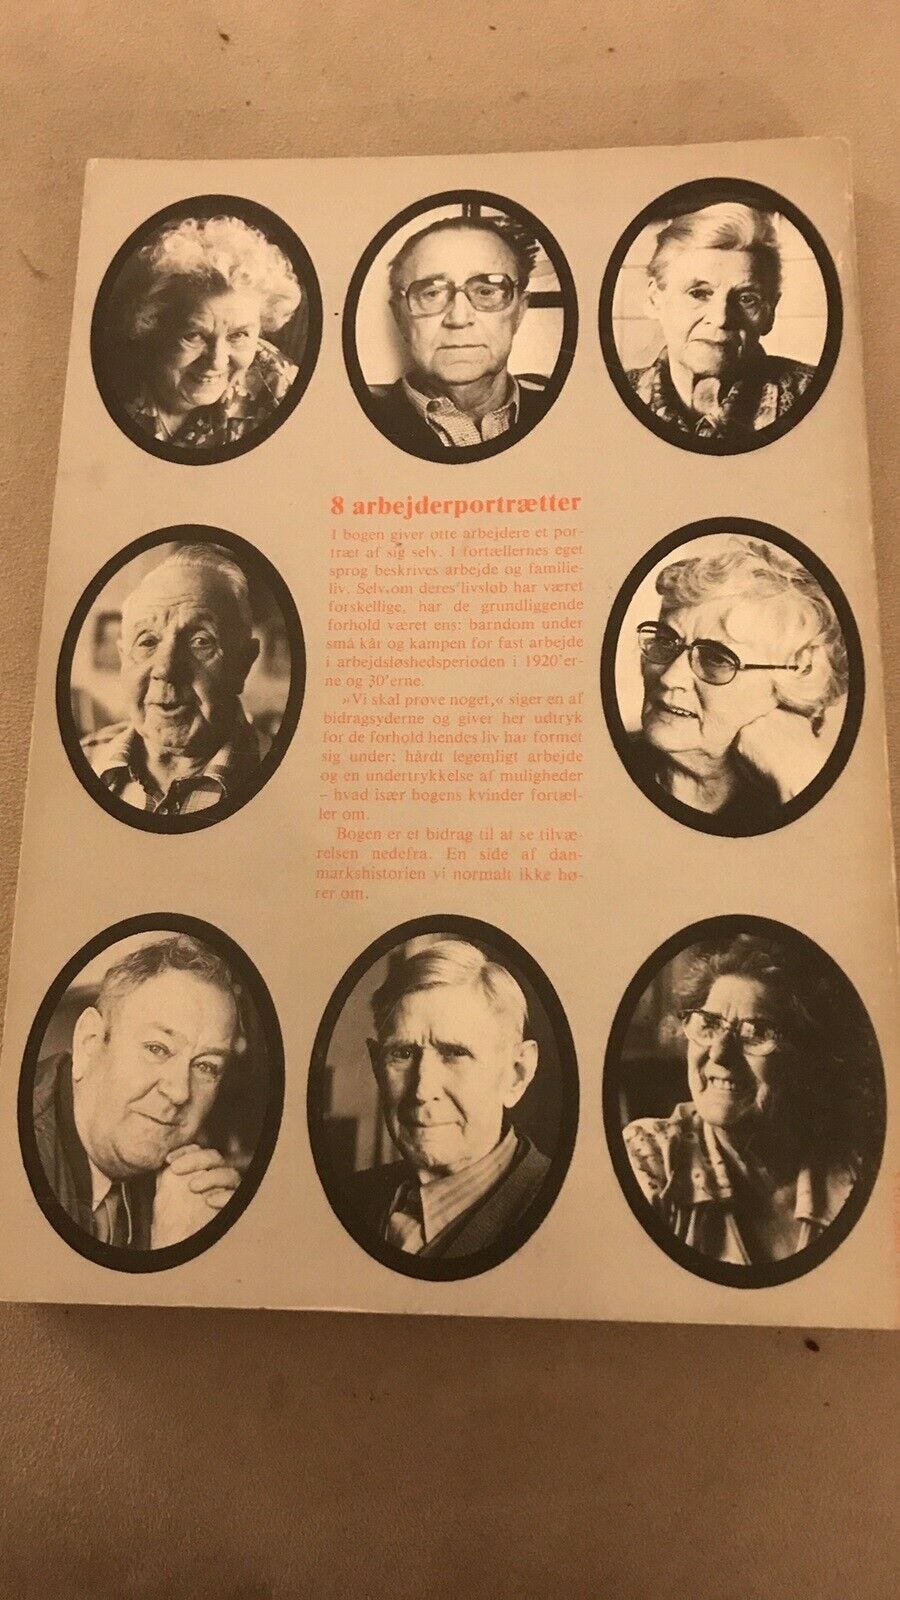 8 arbejderportrætter
I bogen giver otte arbejdere et por-
træt af sig selv. I fortællernes eget
sprog beskrives arbejde og familie-
liv. Selv om deres livsløb har været
forskellige, har de grundliggende
forhold været ens: barndom under
små kår og kampen for fast arbejde
i arbejdsløshedsperioden i 1920'er-
ne og 30'erne.
»Vi skal prøve noget,« siger en af
bidragsyderne og giver her udtryk
for de forhold hendes liv har formet
sig under: hårdt legemligt arbejde
og en undertrykkelse af muligheder
– hvad især bogens kvinder fortæl-
ler om.
Bogen er et bidrag til at se tilvæ-
relsen nedefra. En side af dan-
markshistorien vi normalt ikke hø-
rer om.